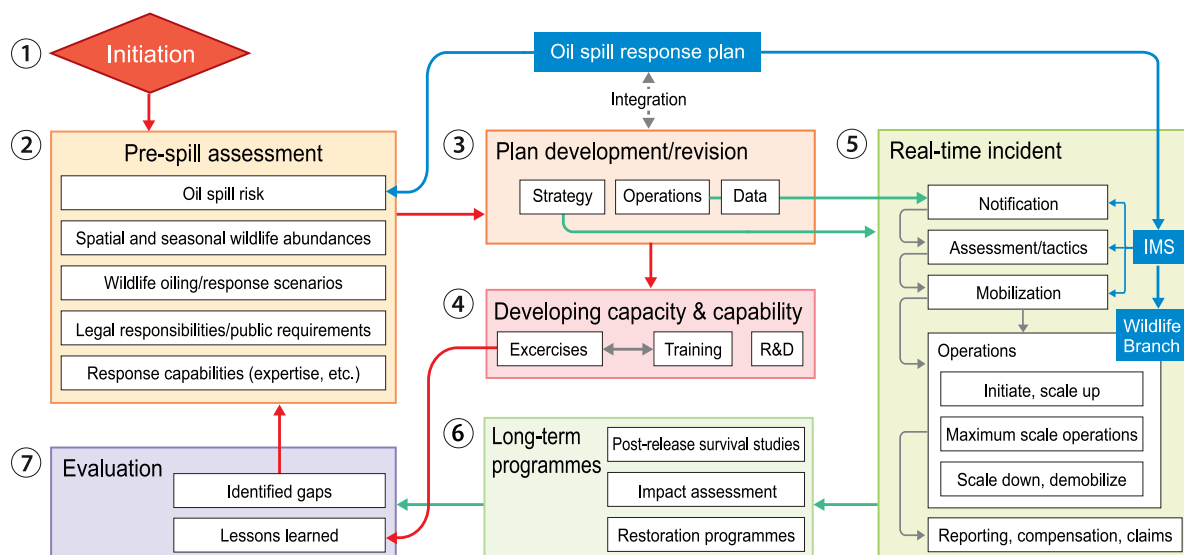 ①
Initiation
Oil spill response plan
Integration
②
Pre-spill assessment
Oil spill risk
Spatial and seasonal wildlife abundances
Wildlife oiling/response scenarios
Legal responsibilities/public requirements
Response capabilities (expertise, etc.)
③
Plan development/revision
Strategy
Operations
Data
④
Developing capacity & capability
Excercises
Training
R&D
⑤
Real-time incident
Notification
Assessment/tactics
Mobilization
IMS
Wildlife
Branch
Operations
Initiate, scale up
Maximum scale operations
Scale down, demobilize
Reporting, compensation, claims
⑥
Long-term
programmes
Post-release survival studies
Impact assessment
Restoration programmes
⑦
Evaluation
Identified gaps
Lessons learned